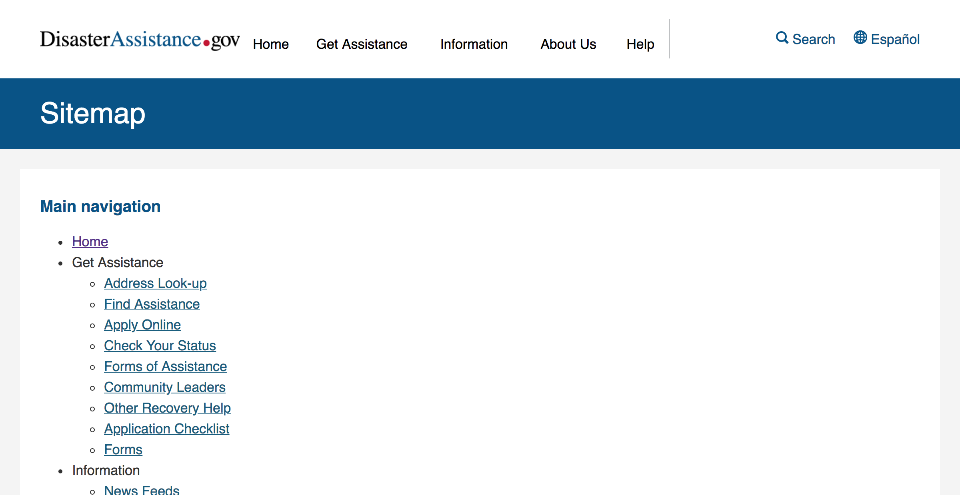 DisasterAssistance.gov Home Get Assistance Information About Us Help Search Español
Sitemap
Main navigation
Home
Get Assistance
Address Look-up
Find Assistance
Apply Online
Check Your Status
Forms of Assistance
Community Leaders
Other Recovery Help
Application Checklist
Forms
Information
News Feeds